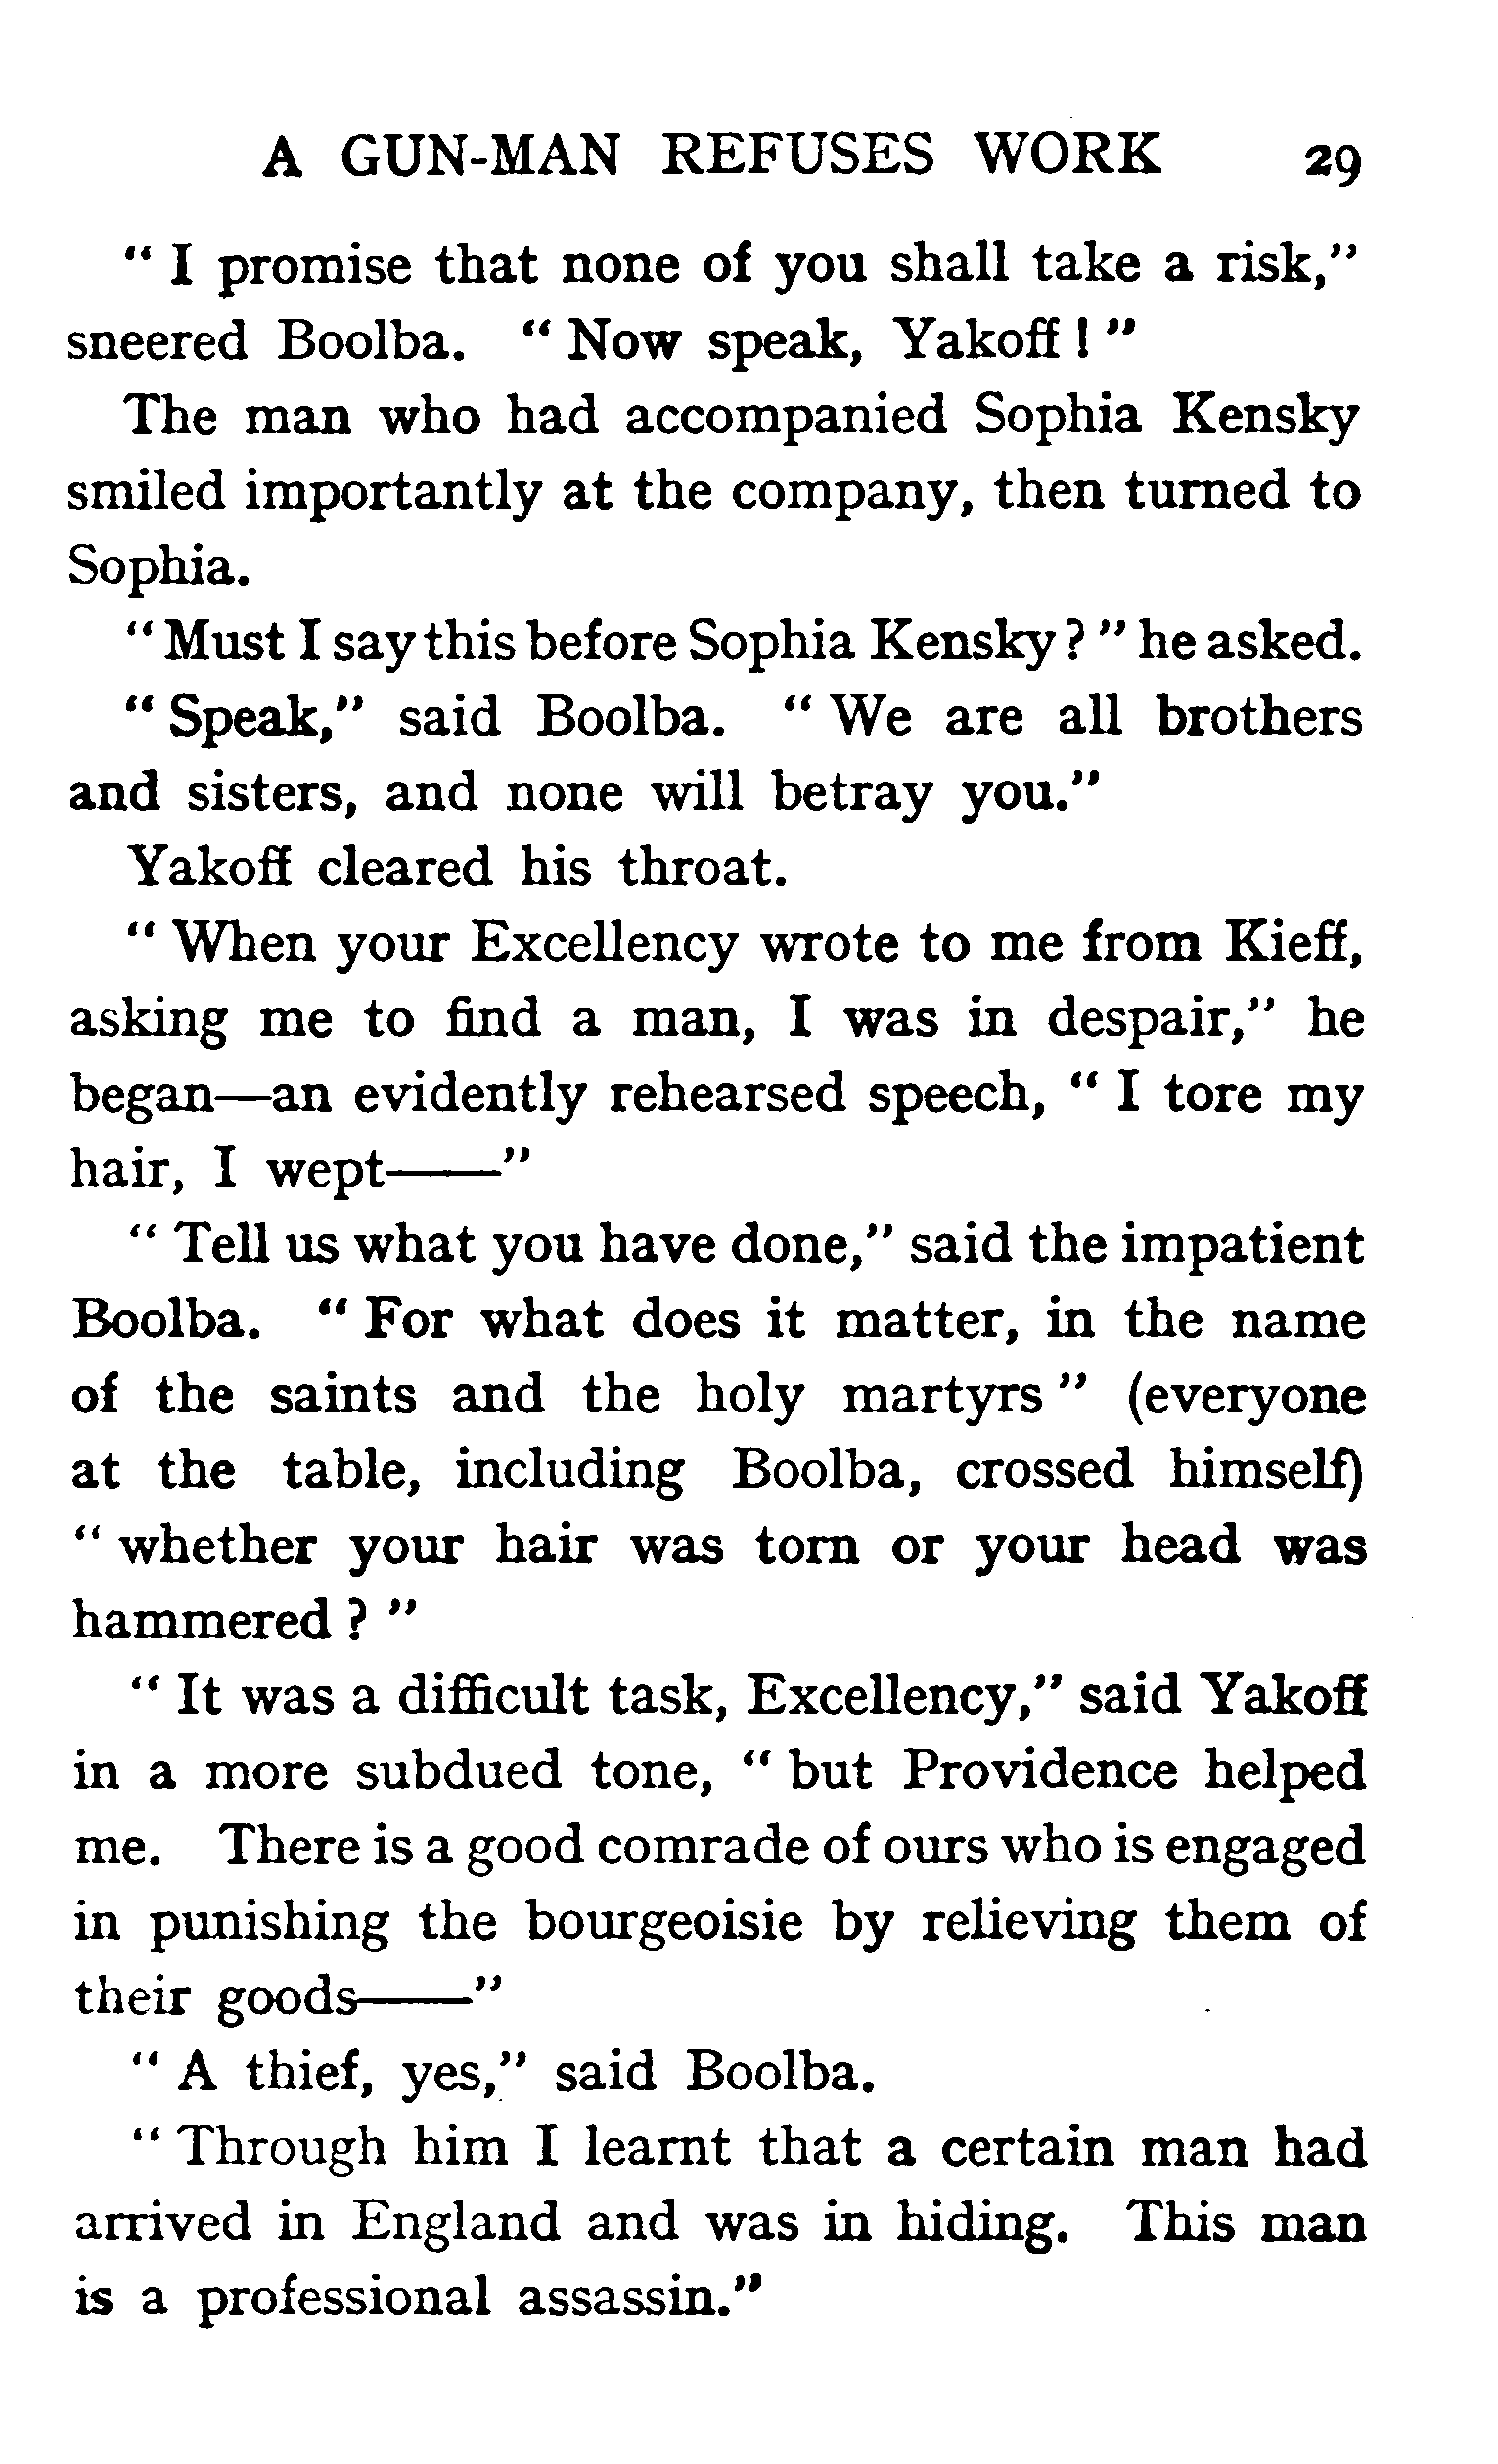 A GUN-MAN REFUSES WORK 29
" I promise that none of you shall take a risk,"
sneered Boolba. " Now speak, Yakoff ! "
The man who had accompanied Sophia Kensky
smiled importantly at the company, then turned to
Sophia.
" Must I say this before Sophia Kensky ? " he asked.
" Speak," said Boolba. " We are all brothers
and sisters, and none will betray you."
Yakoff cleared his throat.
" When your Excellency wrote to me from Kieff,
asking me to find a man, I was in despair," he
began—an evidently rehearsed speech, " I tore my
hair, I wept——"
" Tell us what you have done," said the impatient
Boolba. " For what does it matter, in the name
of the saints and the holy martyrs " (everyone
at the table, including Boolba, crossed himself)
" whether your hair was torn or your head was
hammered ? "
" It was a difficult task, Excellency," said Yakoff
in a more subdued tone, " but Providence helped
me. There is a good comrade of ours who is engaged
in punishing the bourgeoisie by relieving them of
their goods——"
" A thief, yes," said Boolba.
" Through him I learnt that a certain man had
arrived in England and was in hiding. This man
is a professional assassin."